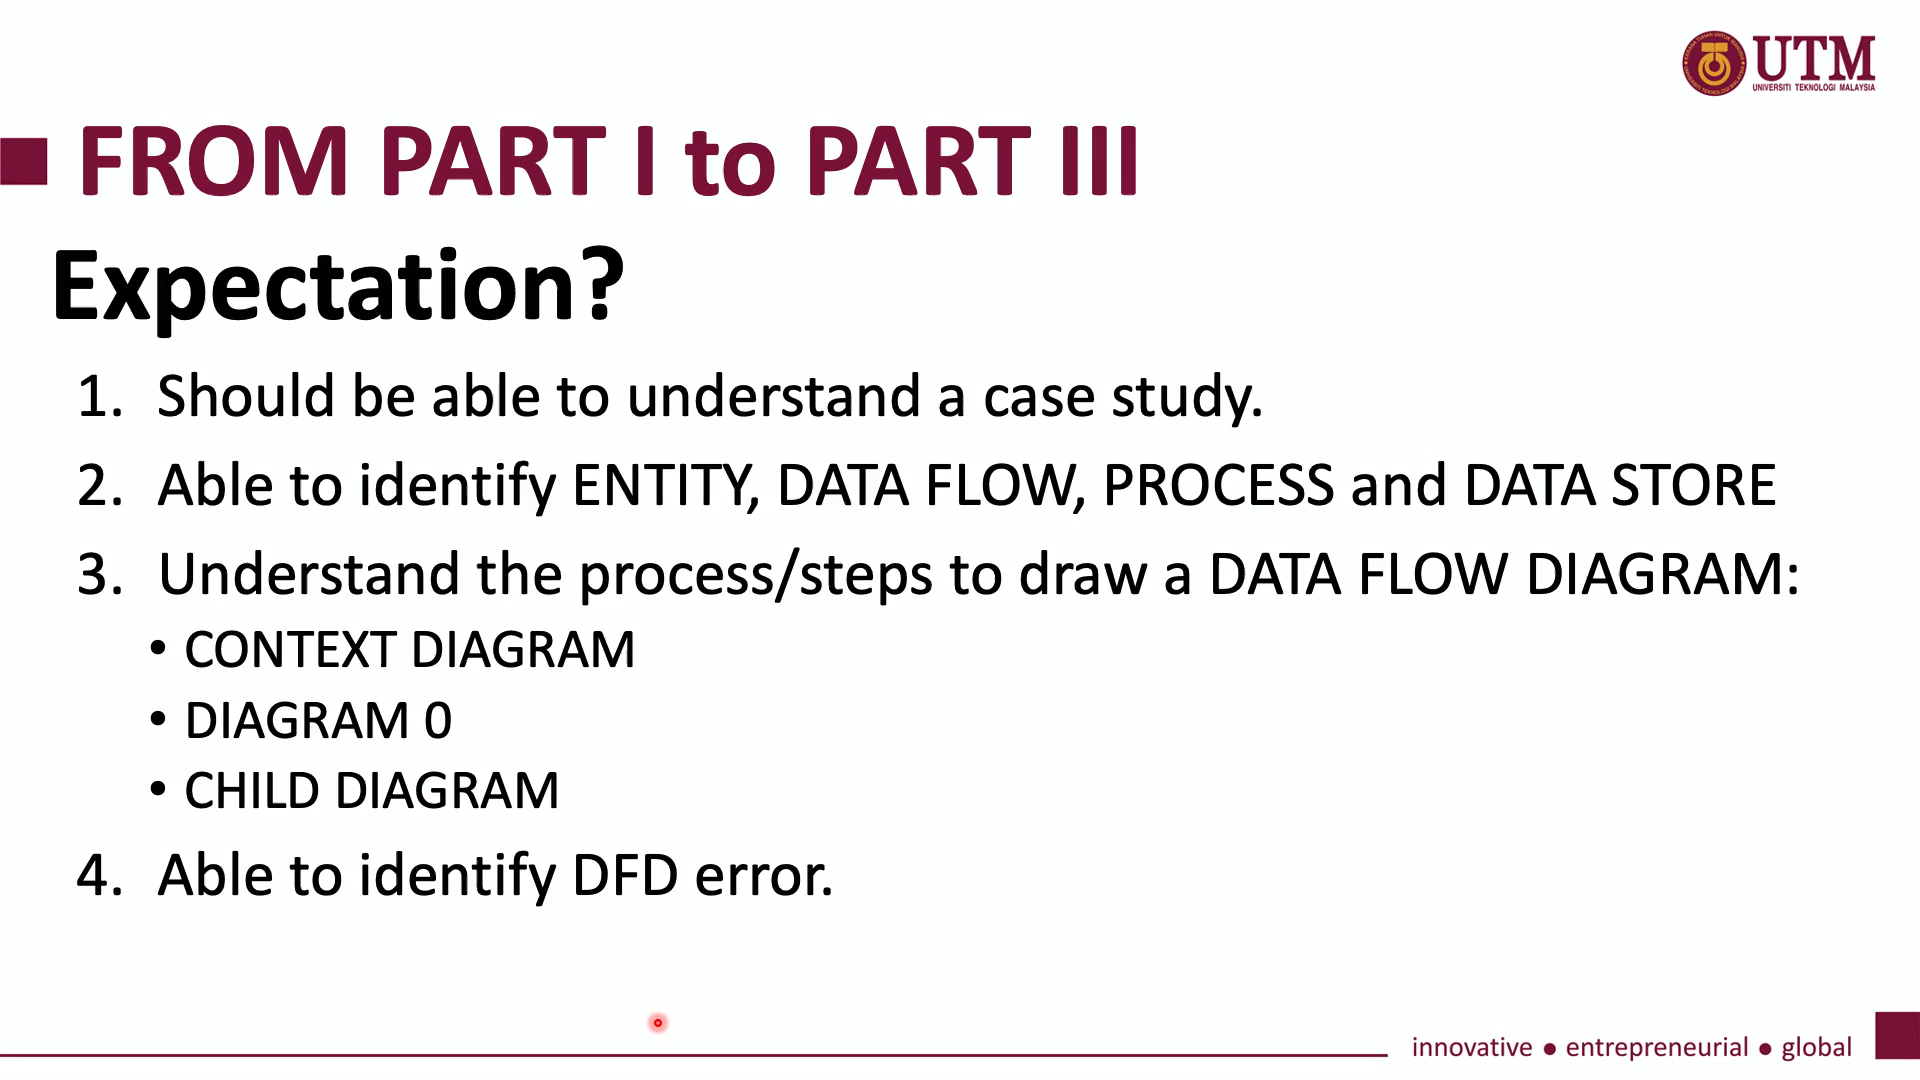 UTM
UNIVERSITI TEKNOLOGI MALAYSIA
FROM PART I to PART III
Expectation?
1. Should be able to understand a case study.
2. Able to identify ENTITY, DATA FLOW, PROCESS and DATA STORE
3. Understand the process/steps to draw a DATA FLOW DIAGRAM:
• CONTEXT DIAGRAM
• DIAGRAM 0
• CHILD DIAGRAM
4. Able to identify DFD error.
innovative ● entrepreneurial ● global